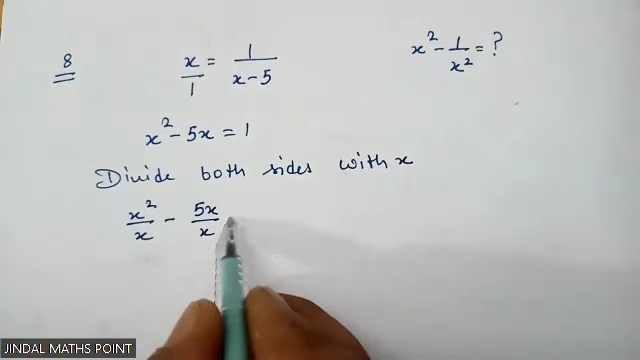 8 x/1 = 1/(x-5) x² - 1/x² = ?
x² - 5x = 1
Divide both sides with x
x²/x - 5x/x
JINDAL MATHS POINT